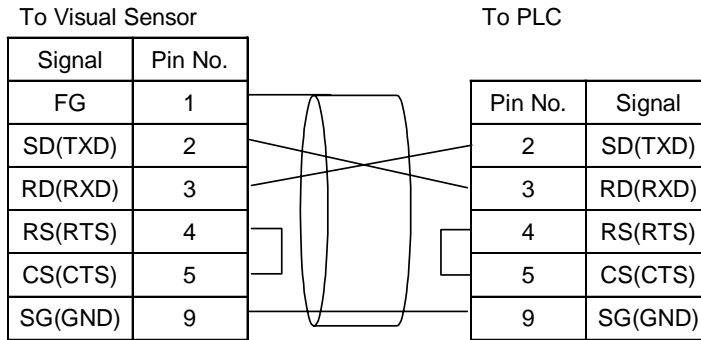 To Visual Sensor To PLC
Signal Pin No.
FG 1 Pin No. Signal
SD(TXD) 2 2 SD(TXD)
RD(RXD) 3 3 RD(RXD)
RS(RTS) 4 4 RS(RTS)
CS(CTS) 5 5 CS(CTS)
SG(GND) 9 9 SG(GND)